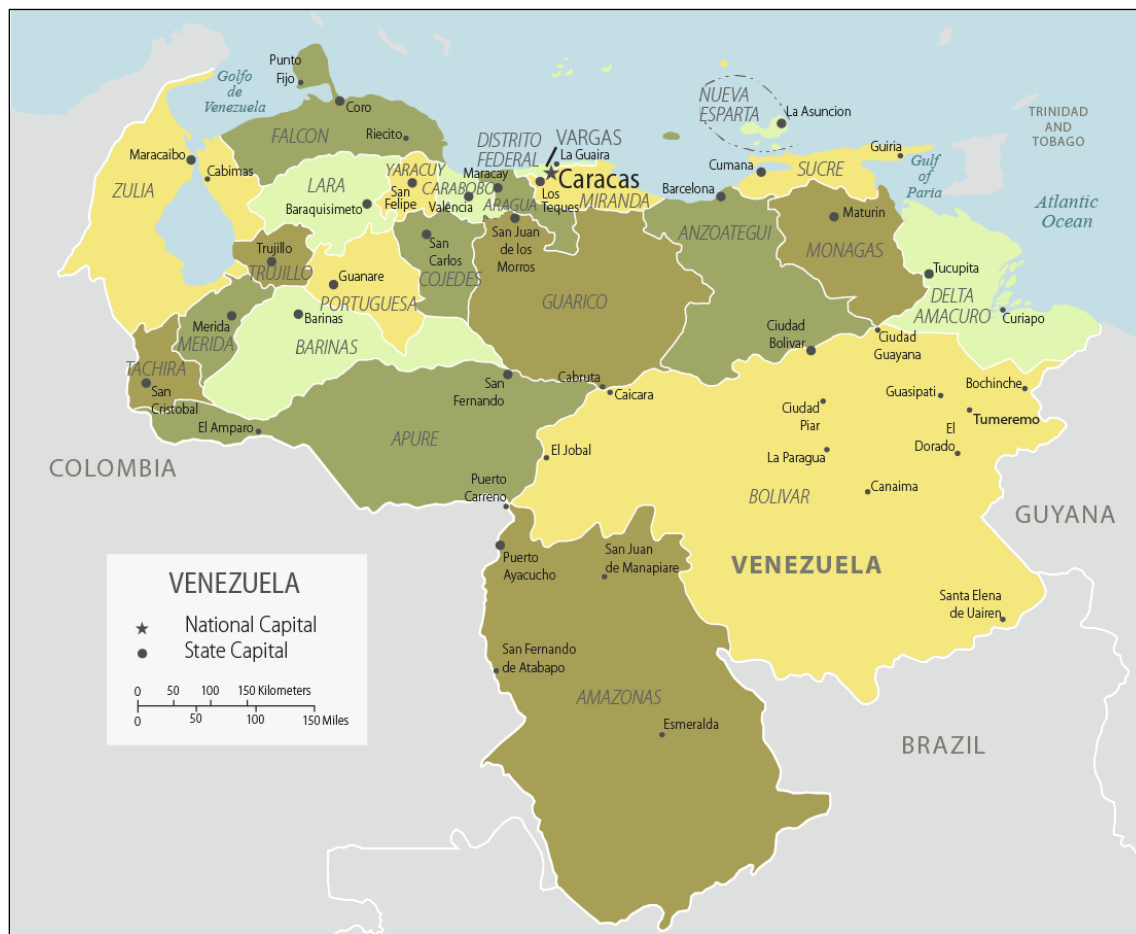 Punto
Fijo
Golfo
de
Venezuela
Coro
NUEVA
ESPARTA
La Asuncion
TRINIDAD
AND
TOBAGO
FALCON
Riecito
DISTRITO
FEDERAL
VARGAS
La Guaira
Maracaibo
Cabimas
ZULIA
LARA
YARACUY
Maracay
CARABOBO
Caracas
Cumana
Guiria
SUCRE
Gulf
of
Paria
Atlantic
Ocean
Baraquisimeto
San
Felipe
Valencia
ARAGUA
Los
Teques
MIRANDA
Barcelona
Maturin
ANZOATEGUI
MONAGAS
Trujillo
TRUJILLO
San
Carlos
COJEDES
San Juan
de los
Morros
Guanare
PORTUGUESA
GUARICO
Tucupita
DELTA
AMACURO
Curiapo
Merida
MERIDA
Barinas
BARINAS
Ciudad
Bolivar
Ciudad
Guayana
TACHIRA
San
Cristobal
San
Fernando
Cabruta
Caicara
Ciudad
Piar
Guasipati
Bochinche
Tumeremo
El Amparo
APURE
El Jobal
La Paragua
El
Dorado
COLOMBIA
Puerto
Carreno
BOLIVAR
Canaima
GUYANA
Puerto
Ayacucho
San Juan
de Manapiare
VENEZUELA
Santa Elena
de Uairen
San Fernando
de Atabapo
AMAZONAS
Esmeralda
BRAZIL
VENEZUELA
National Capital
State Capital
0 50 100 150 Kilometers
0 50 100 150 Miles